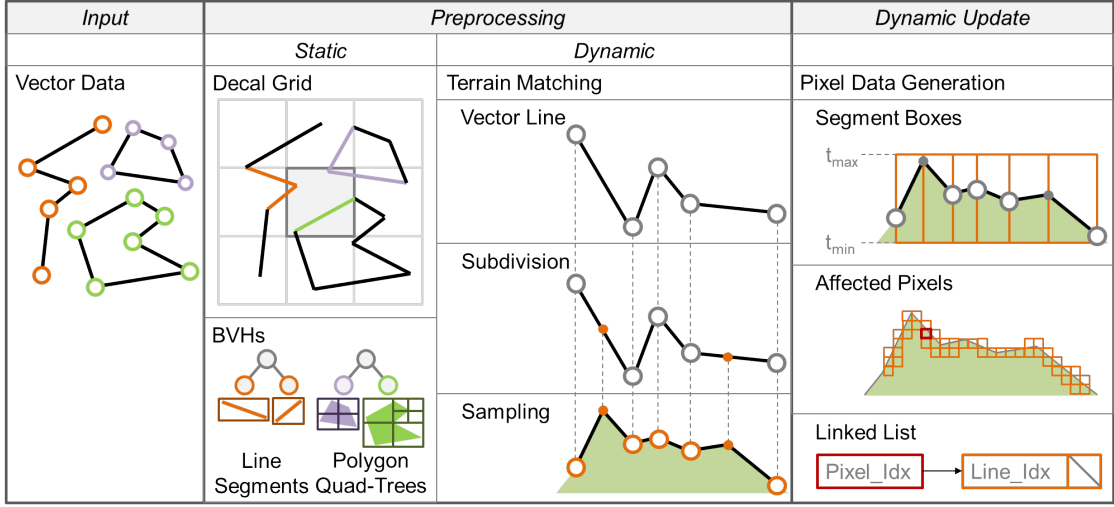 Input
Preprocessing
Dynamic Update
Static
Dynamic
Vector Data
Decal Grid
Terrain Matching
Pixel Data Generation
Vector Line
Segment Boxes
tmax
tmin
Subdivision
Affected Pixels
BVHs
Sampling
Linked List
Line
Segments
Polygon
Quad-Trees
Pixel_Idx
Line_Idx